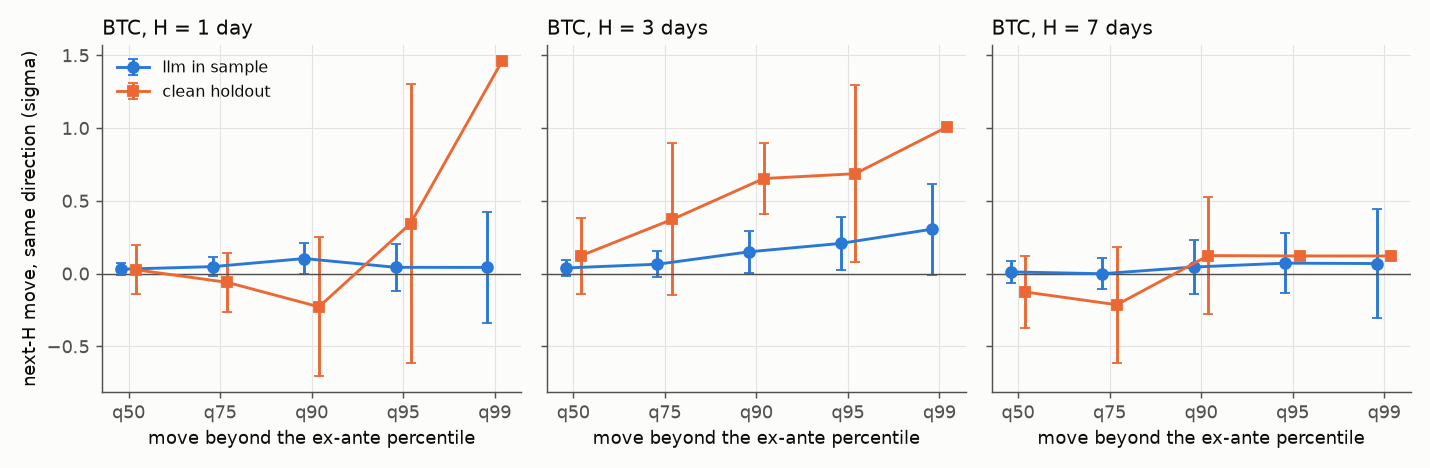 BTC, H = 1 day
BTC, H = 3 days
BTC, H = 7 days
next-H move, same direction (sigma)
1.5
1.0
0.5
0.0
−0.5
llm in sample
clean holdout
q50 q75 q90 q95 q99
q50 q75 q90 q95 q99
q50 q75 q90 q95 q99
move beyond the ex-ante percentile
move beyond the ex-ante percentile
move beyond the ex-ante percentile